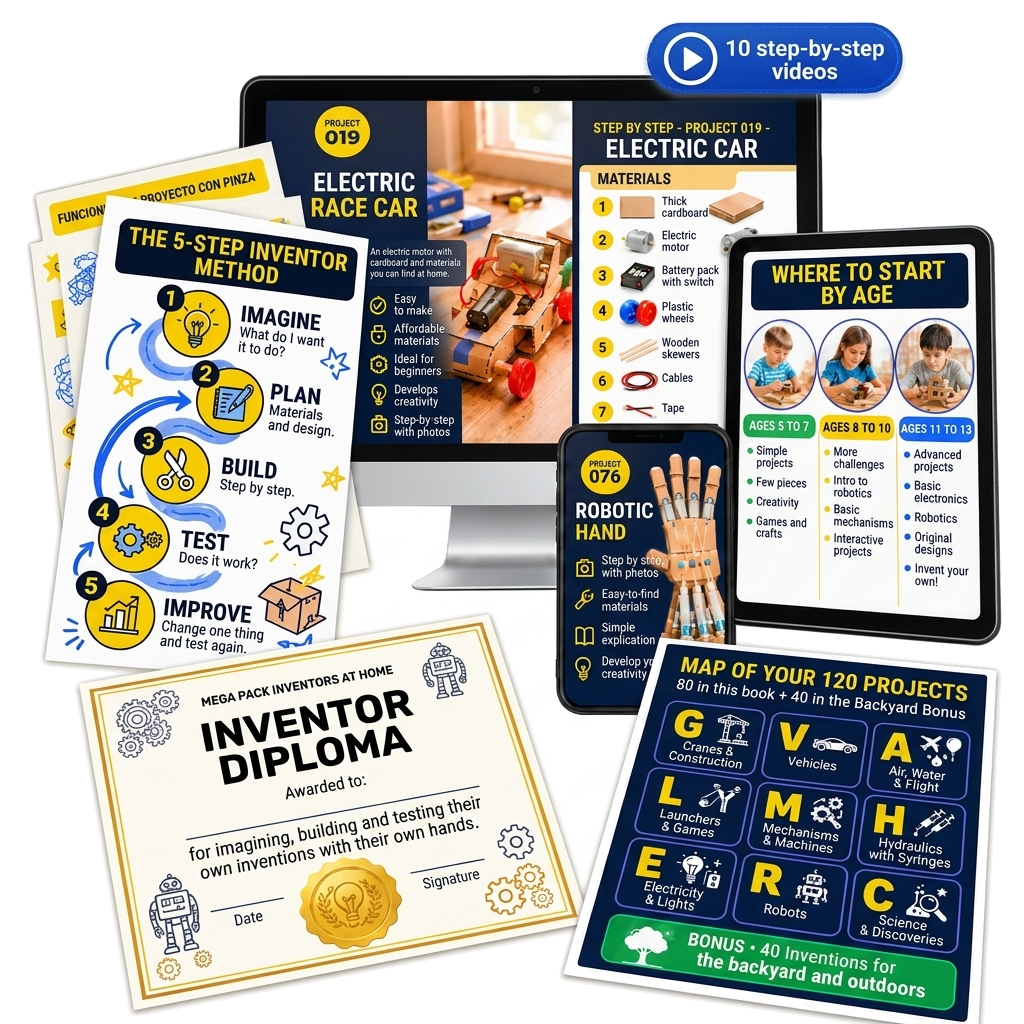 10 step-by-step
videos
PROJECT
019
ELECTRIC
RACE CAR
An electric motor with
cardboard and materials
you can find at home.
Easy
to make
Affordable
materials
Ideal for
beginners
Develops
creativity
Step-by-step
with photos
STEP BY STEP - PROJECT 019 -
ELECTRIC CAR
MATERIALS
1 Thick
cardboard
2 Electric
motor
3 Battery pack
with switch
4 Plastic
wheels
5 Wooden
skewers
6 Cables
7 Tape
PROYECTO CON PINZA
THE 5-STEP INVENTOR
METHOD
1 IMAGINE
What do I want
it to do?
2 PLAN
Materials
and design.
3 BUILD
Step by step.
4 TEST
Does it work?
5 IMPROVE
Change one thing
and test again.
WHERE TO START
BY AGE
AGES 5 TO 7
Simple
projects
Few pieces
Creativity
Games and
crafts
AGES 8 TO 10
More
challenges
Intro to
robotics
Basic
mechanisms
Interactive
projects
AGES 11 TO 13
Advanced
projects
Basic
electronics
Robotics
Original
designs
Invent your
own!
PROJECT
076
ROBOTIC
HAND
Step by
with photos
Easy-to-find
materials
Simple
explication
Develop
creativity
MEGA PACK INVENTORS AT HOME
INVENTOR
DIPLOMA
Awarded to:
for imagining, building and testing their
own inventions with their own hands.
Date
Signature
MAP OF YOUR 120 PROJECTS
80 in this book + 40 in the Backyard Bonus
G
Cranes &
Construction
V
Vehicles
A
Air, Water
& Flight
L
Launchers
& Games
M
Mechanisms
& Machines
H
Hydraulics
with Syringes
E
Electricity
& Lights
R
Robots
C
Science
& Discoveries
BONUS • 40 Inventions for
the backyard and outdoors